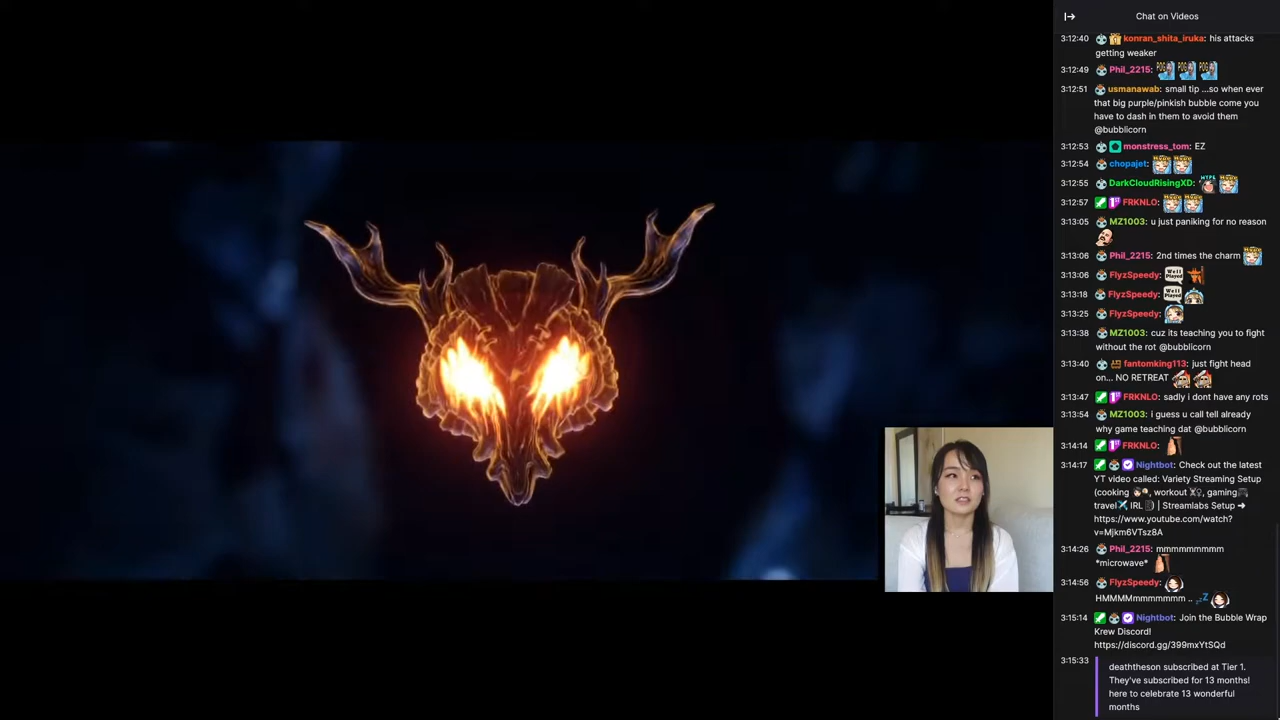 Chat on Videos
3:12:40 konran_shita_iruka: his attacks
getting weaker
3:12:49 Phil_2215:
3:12:51 usmanawab: small tip ...so when ever
that big purple/pinkish bubble come you
have to dash in them to avoid them
@bubblicorn
3:12:53 monstress_tom: EZ
3:12:54 chopajet:
3:12:55 DarkCloudRisingXD:
3:12:57 FRKNLO:
3:13:05 MZ1003: u just paniking for no reason
3:13:06 Phil_2215: 2nd times the charm
3:13:06 FlyzSpeedy: Well Played
3:13:18 FlyzSpeedy: Well Played
3:13:25 FlyzSpeedy:
3:13:38 MZ1003: cuz its teaching you to fight
without the rot @bubblicorn
3:13:40 fantomking113: just fight head
on... NO RETREAT
3:13:47 FRKNLO: sadly i dont have any rots
3:13:54 MZ1003: i guess u call tell already
why game teaching dat @bubblicorn
3:14:14 FRKNLO:
3:14:17 Nightbot: Check out the latest
YT video called: Variety Streaming Setup
(cooking, workout, gaming
travel IRL) | Streamlabs Setup ➜
https://www.youtube.com/watch?
v=Mjkm6VTsz8A
3:14:26 Phil_2215: mmmmmmmmm
*microwave*
3:14:56 FlyzSpeedy:
HMMMMmmmmmmm ..
3:15:14 Nightbot: Join the Bubble Wrap
Krew Discord!
https://discord.gg/399mxYtSQd
3:15:33 deaththeson subscribed at Tier 1.
They've subscribed for 13 months!
here to celebrate 13 wonderful
months